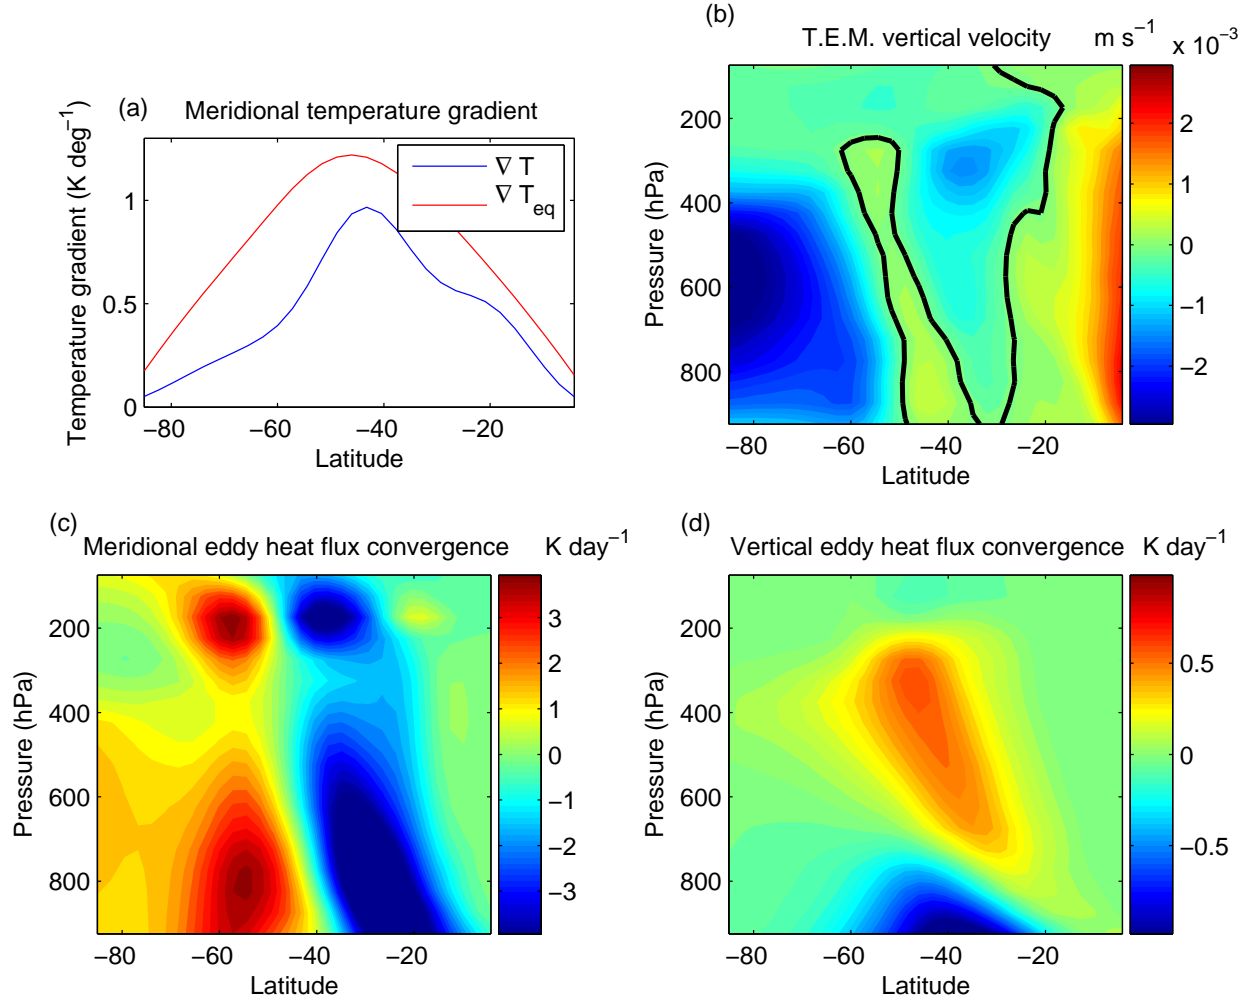 (a) Meridional temperature gradient
Temperature gradient (K deg⁻¹)
1
0.5
0
∇ T
∇ T_eq
−80 −60 −40 −20
Latitude
(b)
T.E.M. vertical velocity m s⁻¹ x 10⁻³
Pressure (hPa)
200
400
600
800
−80 −60 −40 −20
Latitude
2
1
0
−1
−2
(c)
Meridional eddy heat flux convergence K day⁻¹
Pressure (hPa)
200
400
600
800
−80 −60 −40 −20
Latitude
3
2
1
0
−1
−2
−3
(d)
Vertical eddy heat flux convergence K day⁻¹
Pressure (hPa)
200
400
600
800
−80 −60 −40 −20
Latitude
0.5
0
−0.5